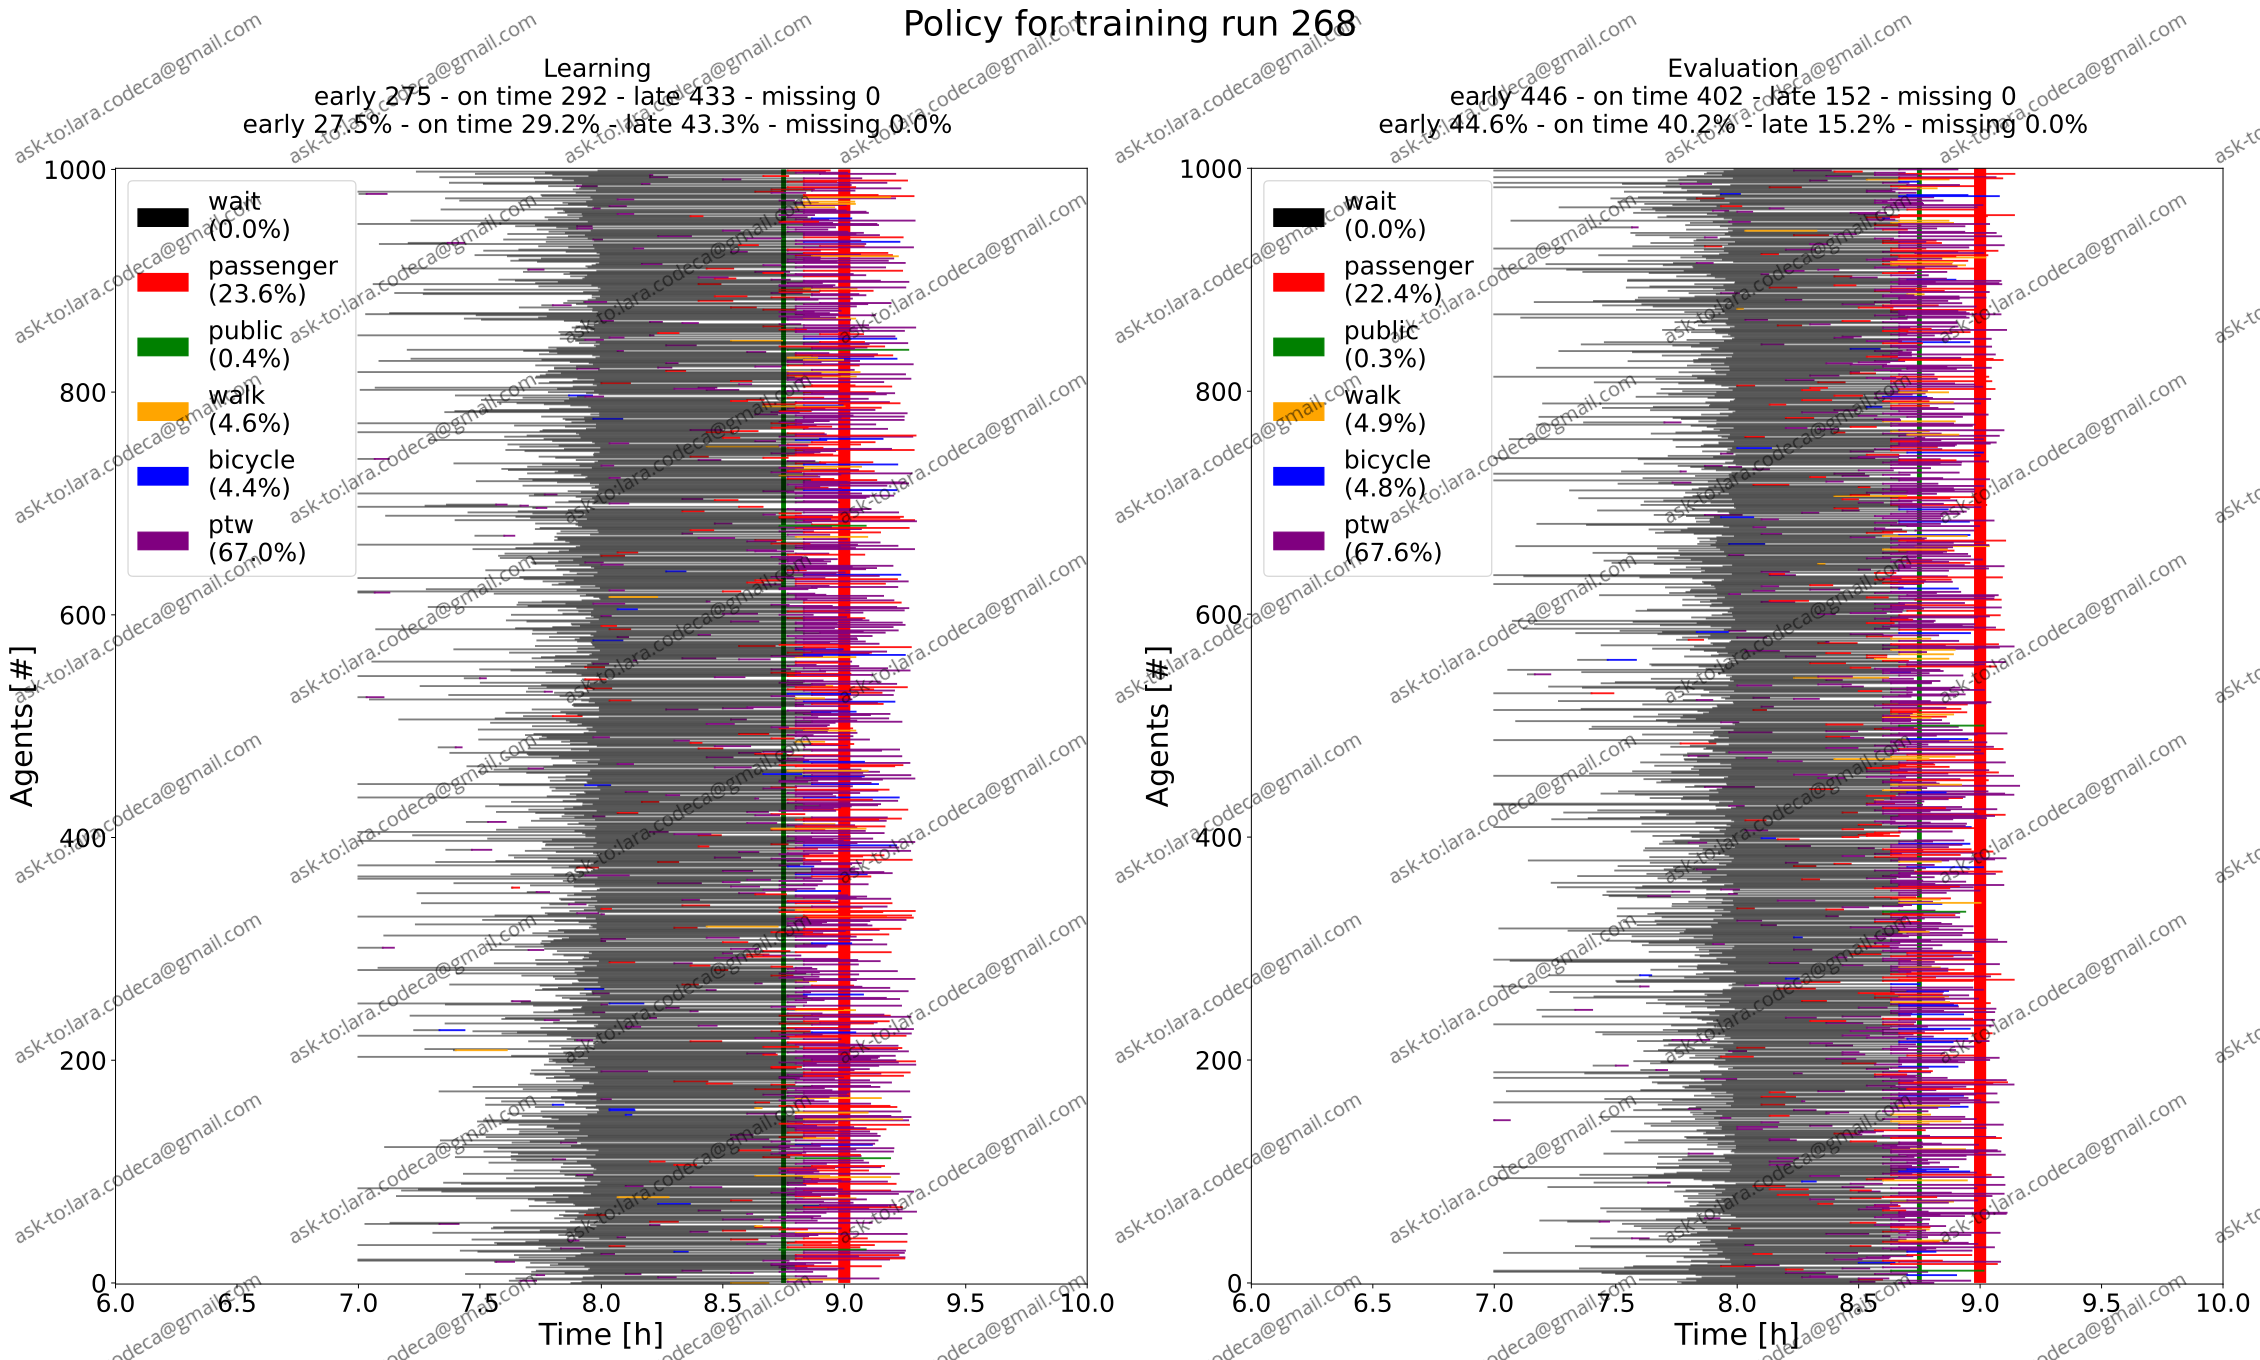 Policy for training run 268
Learning
early 275 - on time 292 - late 433 - missing 0
early 27.5% - on time 29.2% - late 43.3% - missing 0.0%
Agents [#]
1000
800
600
400
200
0
wait
(0.0%)
passenger
(23.6%)
public
(0.4%)
walk
(4.6%)
bicycle
(4.4%)
ptw
(67.0%)
6.0 6.5 7.0 7.5 8.0 8.5 9.0 9.5 10.0
Time [h]
Evaluation
early 446 - on time 402 - late 152 - missing 0
early 44.6% - on time 40.2% - late 15.2% - missing 0.0%
Agents [#]
1000
800
600
400
200
0
wait
(0.0%)
passenger
(22.4%)
public
(0.3%)
walk
(4.9%)
bicycle
(4.8%)
ptw
(67.6%)
6.0 6.5 7.0 7.5 8.0 8.5 9.0 9.5 10.0
Time [h]
ask-to:lara.codeca@gmail.com